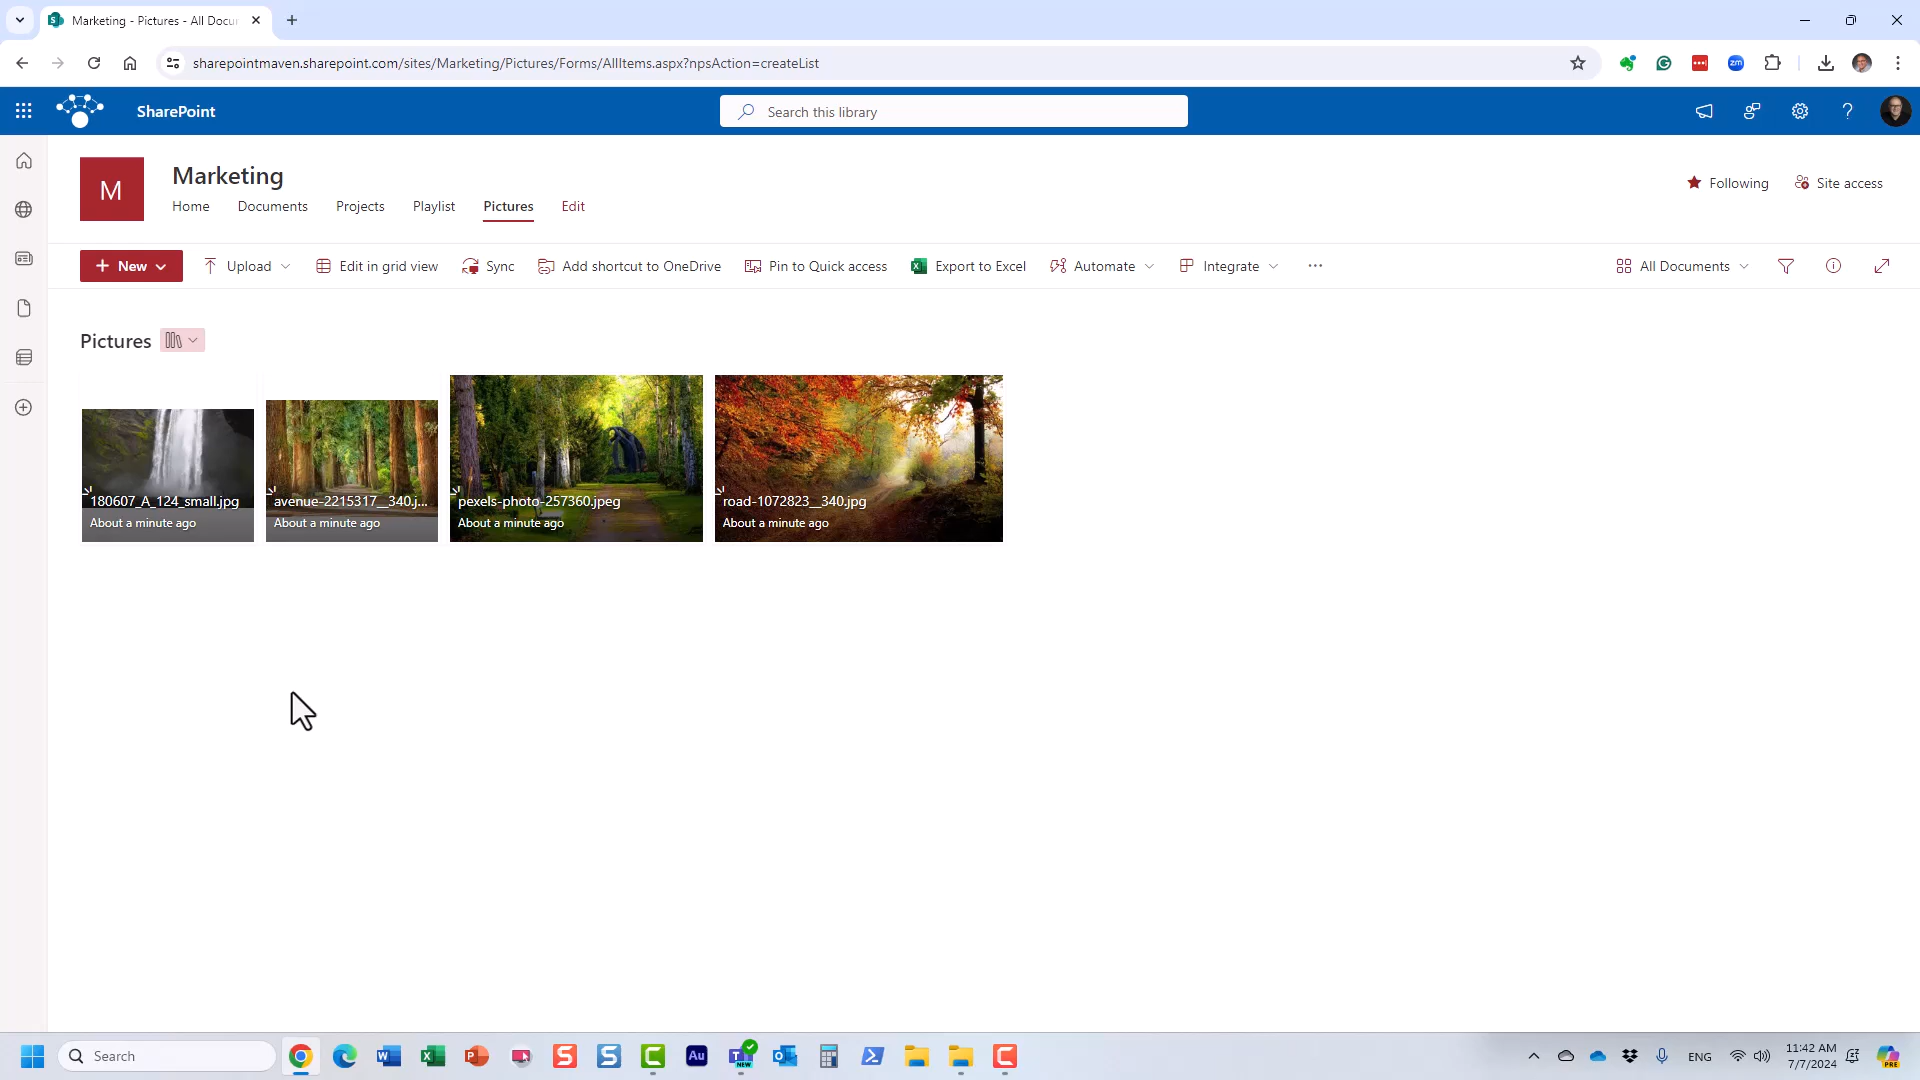 Marketing - Pictures - All Docu
sharepointmaven.sharepoint.com/sites/Marketing/Pictures/Forms/AllItems.aspx?npsAction=createList
zm
SharePoint
Search this library
M
Marketing
Home Documents Projects Playlist Pictures Edit
Following
Site access
New
Upload
Edit in grid view
Sync
Add shortcut to OneDrive
Pin to Quick access
Export to Excel
Automate
Integrate
All Documents
Pictures
180607_A_124_small.jpg
About a minute ago
avenue-2215317__340.j...
About a minute ago
pexels-photo-257360.jpeg
About a minute ago
road-1072823__340.jpg
About a minute ago
Search
Au
NEW
ENG
11:42 AM
7/7/2024
PRE